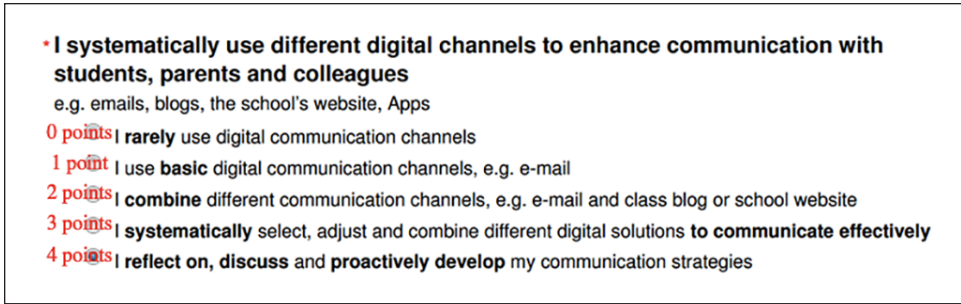 * I systematically use different digital channels to enhance communication with
students, parents and colleagues
e.g. emails, blogs, the school's website, Apps
0 points I rarely use digital communication channels
1 point I use basic digital communication channels, e.g. e-mail
2 points I combine different communication channels, e.g. e-mail and class blog or school website
3 points I systematically select, adjust and combine different digital solutions to communicate effectively
4 points I reflect on, discuss and proactively develop my communication strategies